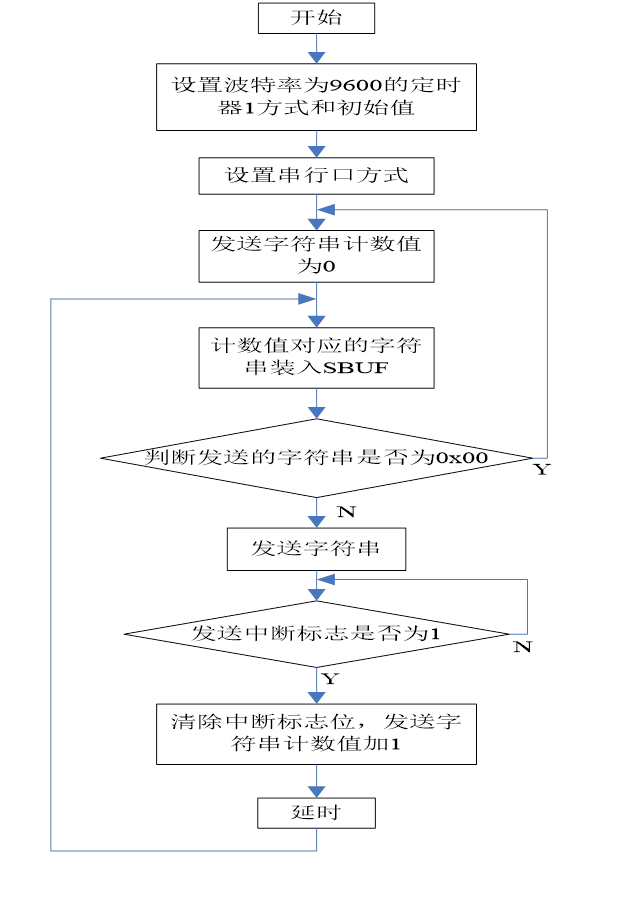 开始
设置波特率为9600的定时
器1方式和初始值
设置串行口方式
发送字符串计数值
为0
计数值对应的字符
串装入SBUF
判断发送的字符串是否为0x00
Y
N
发送字符串
发送中断标志是否为1
N
Y
清除中断标志位，发送字
符串计数值加1
延时